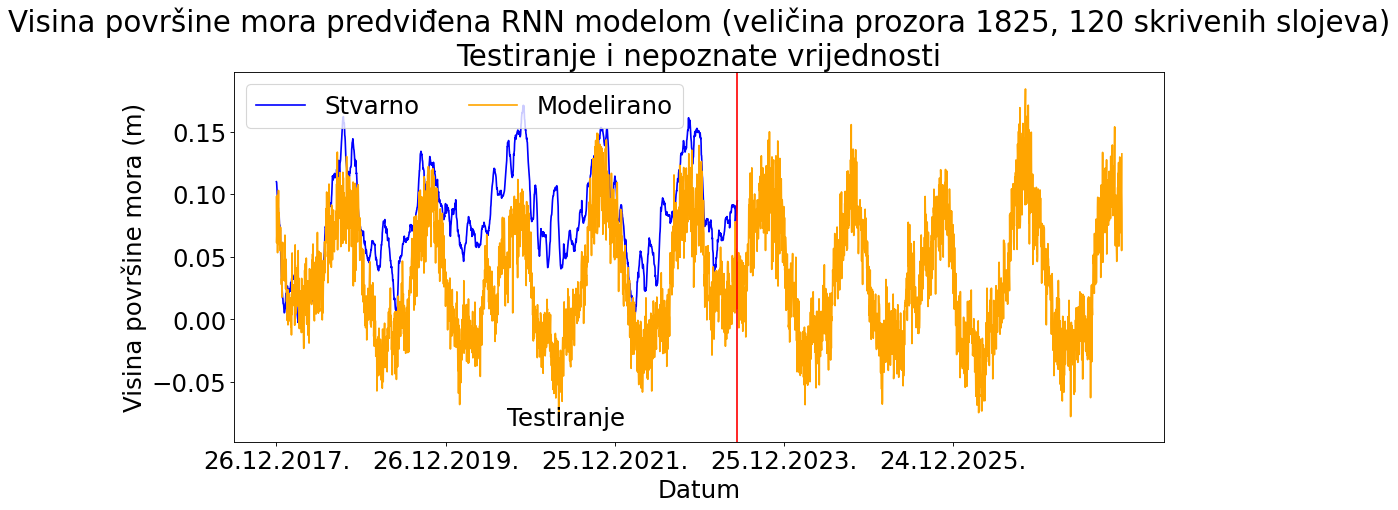 Visina površine mora predviđena RNN modelom (veličina prozora 1825, 120 skrivenih slojeva)
Testiranje i nepoznate vrijednosti
Stvarno Modelirano
Visina površine mora (m)
0.15
0.10
0.05
0.00
−0.05
Testiranje
26.12.2017. 26.12.2019. 25.12.2021. 25.12.2023. 24.12.2025.
Datum